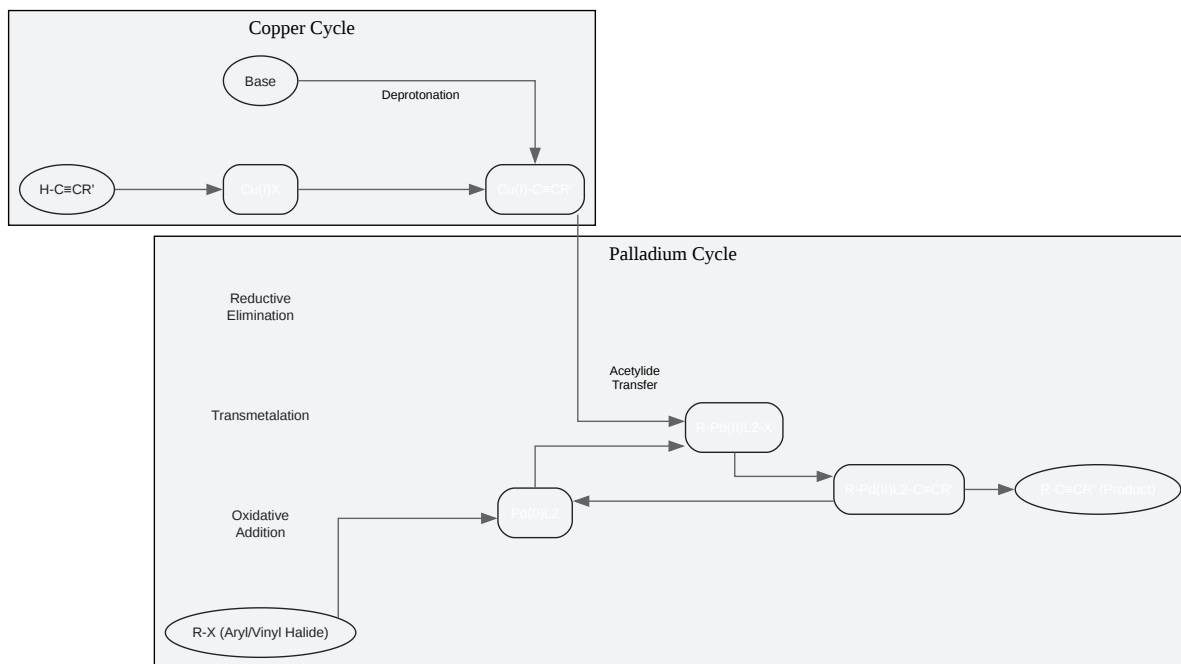 Copper Cycle
Base
Deprotonation
H-C≡CR'
Cu(I)X
Cu(I)-C≡CR'
Palladium Cycle
Reductive
Elimination
Acetylide
Transfer
Transmetalation
R-Pd(II)L2-X
R-Pd(II)L2-C≡CR'
R-C≡CR' (Product)
Pd(0)L2
Oxidative
Addition
R-X (Aryl/Vinyl Halide)